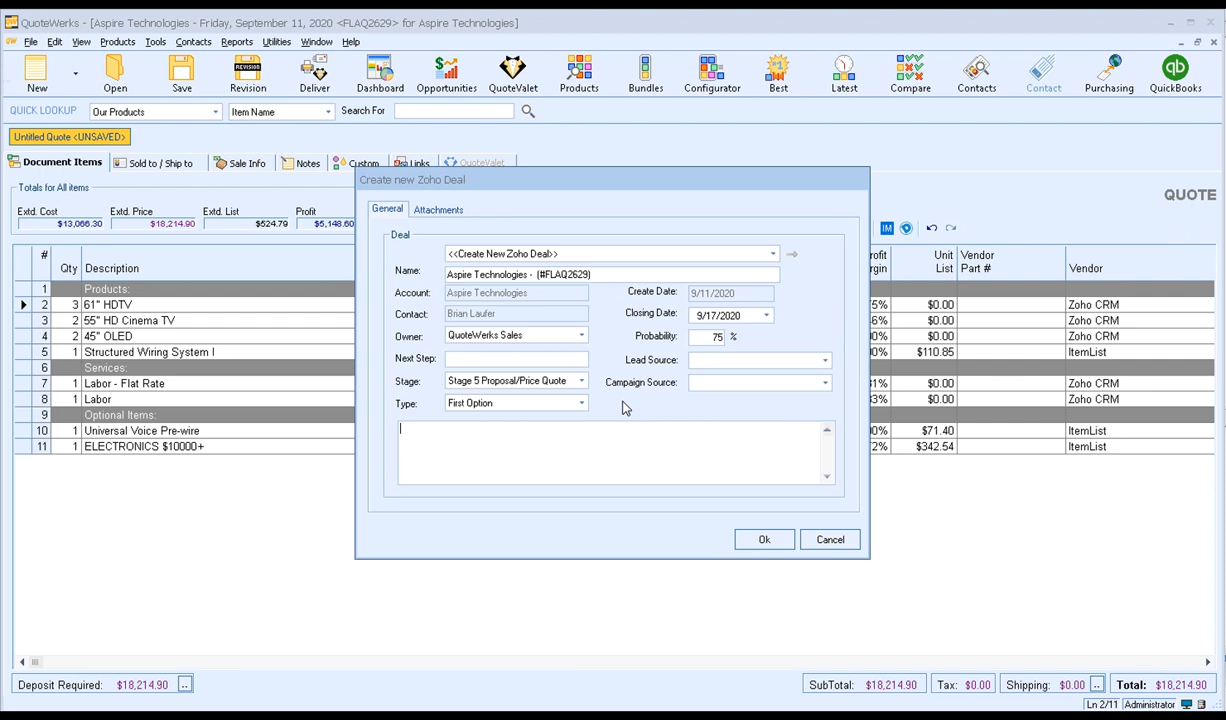 QuoteWerks - [Aspire Technologies - Friday, September 11, 2020 <FLAQ2629> for Aspire Technologies]
File Edit View Products Tools Contacts Reports Utilities Window Help
New Open Save Revision Deliver Dashboard Opportunities QuoteValet Products Bundles Configurator Best Latest Compare Contacts Contact Purchasing QuickBooks
QUICK LOOKUP Our Products Item Name Search For
Untitled Quote <UNSAVED>
Document Items Sold to / Ship to Sale Info Notes Custom Links QuoteValet
Totals for All items
Extd. Cost Extd. Price Extd. List Profit
$13,066.30 $18,214.90 $524.79 $5,148.60
QUOTE
IM
# Qty Description Unit List Vendor Part # Vendor
1 Products:
2 3 61" HDTV $0.00 Zoho CRM
3 2 55" HD Cinema TV $0.00 Zoho CRM
4 2 45" OLED $0.00 Zoho CRM
5 1 Structured Wiring System I $110.85 ItemList
6 Services:
7 1 Labor - Flat Rate $0.00 Zoho CRM
8 1 Labor $0.00 Zoho CRM
9 Optional Items:
10 1 Universal Voice Pre-wire $71.40 ItemList
11 1 ELECTRONICS $10000+ $342.54 ItemList
Create new Zoho Deal
General Attachments
Deal
<<Create New Zoho Deal>>
Name: Aspire Technologies - (#FLAQ2629)
Account: Aspire Technologies Create Date: 9/11/2020
Contact: Brian Laufer Closing Date: 9/17/2020
Owner: QuoteWerks Sales Probability: 75 %
Next Step: Lead Source:
Stage: Stage 5 Proposal/Price Quote Campaign Source:
Type: First Option
Ok Cancel
Deposit Required: $18,214.90 .. SubTotal: $18,214.90 Tax: $0.00 Shipping: $0.00 .. Total: $18,214.90
Ln 2/11 Administrator